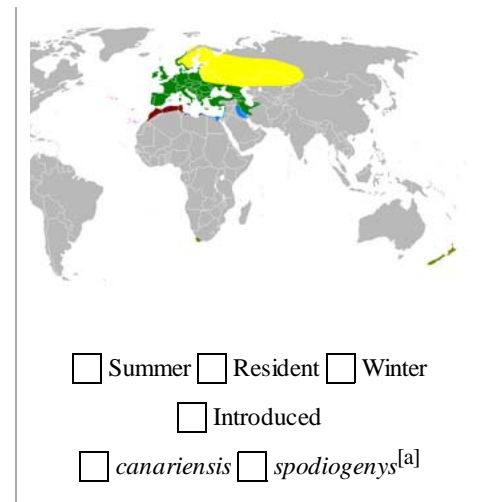 Summer Resident Winter
Introduced
canariensis spodiogenys[a]